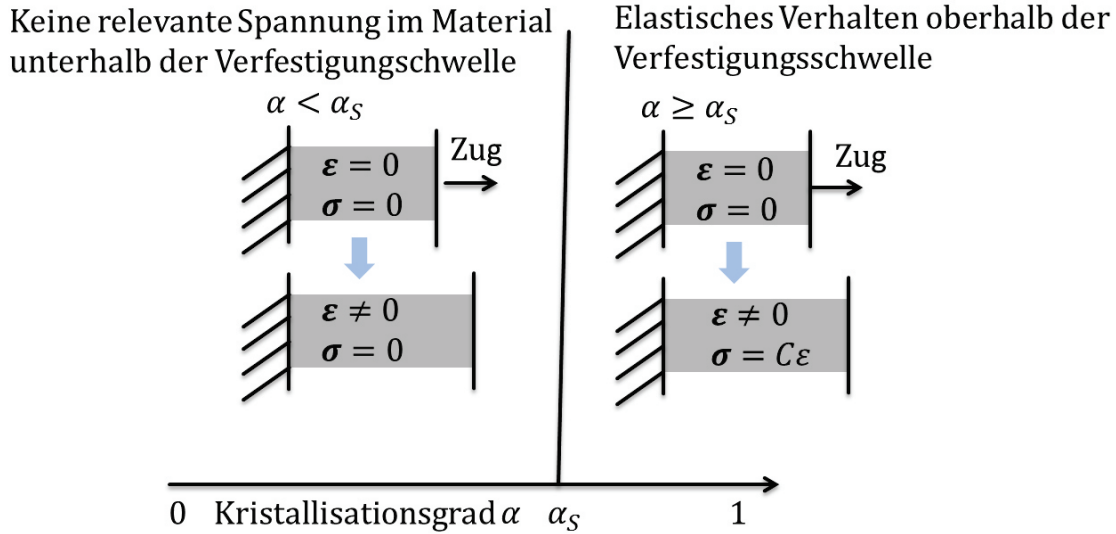 Keine relevante Spannung im Material
unterhalb der Verfestigungschwelle
α < α_S
ε = 0
σ = 0
Zug
ε ≠ 0
σ = 0
Elastisches Verhalten oberhalb der
Verfestigungsschwelle
α ≥ α_S
ε = 0
σ = 0
Zug
ε ≠ 0
σ = Cε
0 Kristallisationsgrad α α_S 1